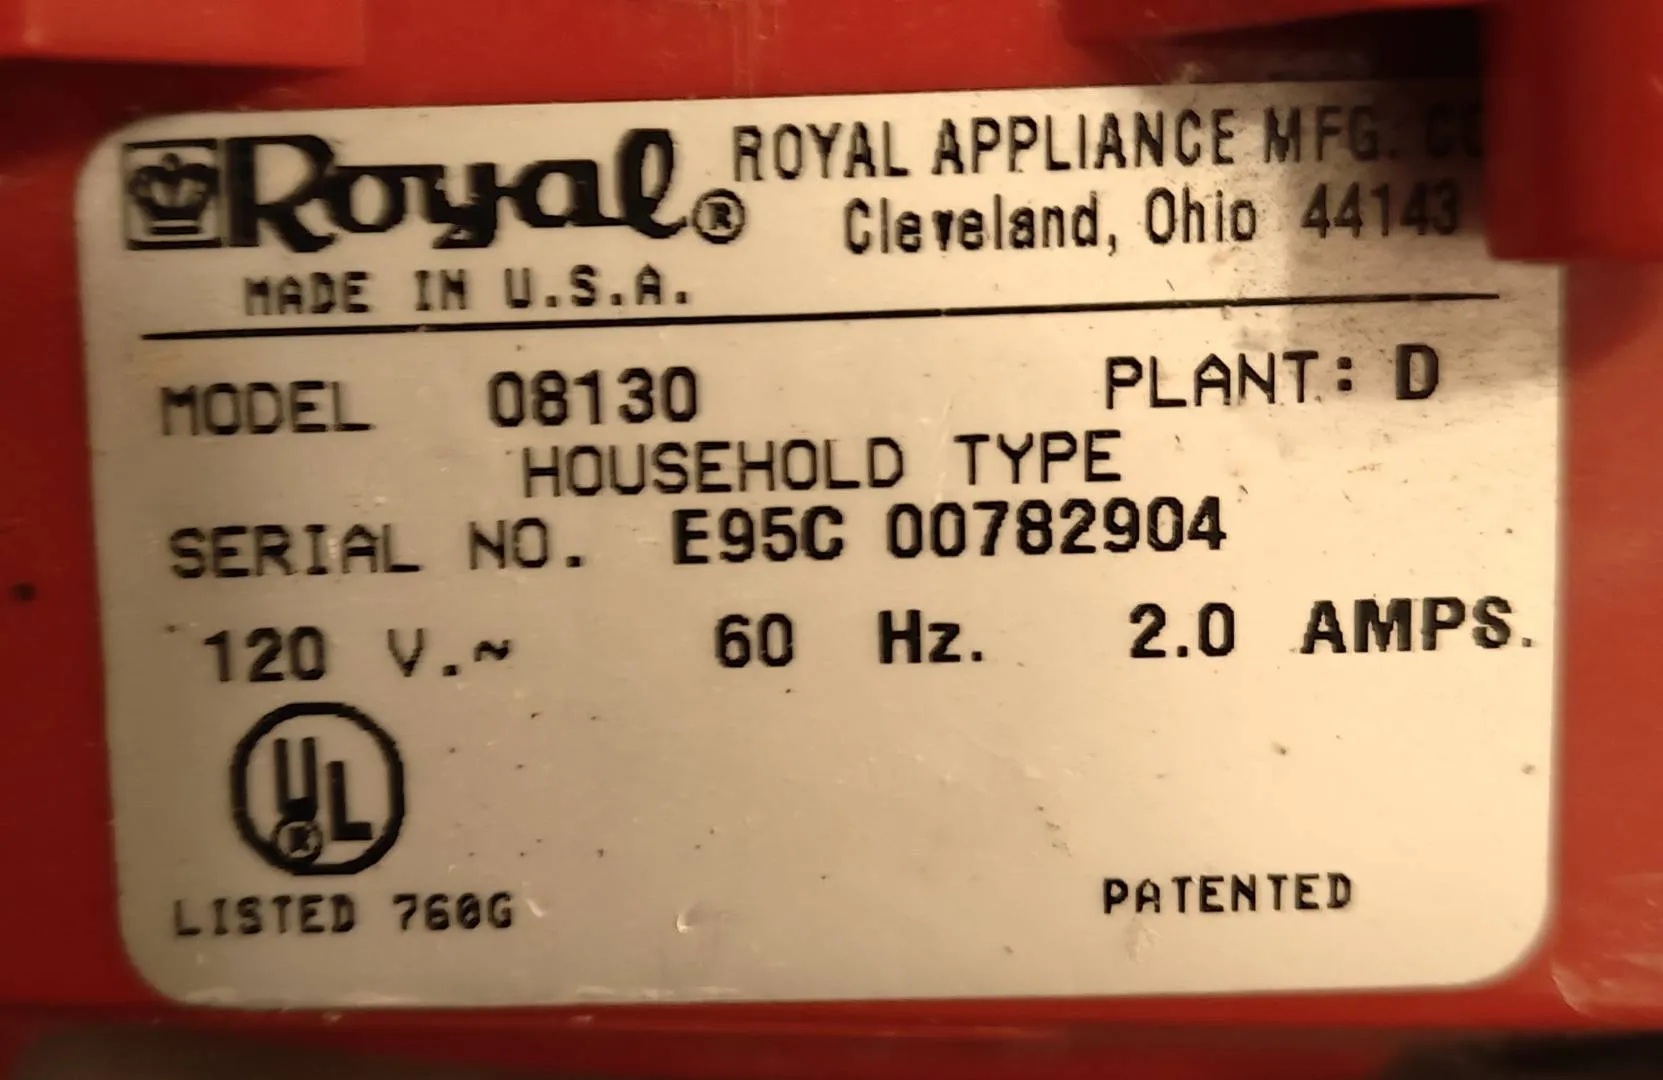 Royal® ROYAL APPLIANCE MFG. CO
Cleveland, Ohio 44143
MADE IN U.S.A.
MODEL 08130 PLANT: D
HOUSEHOLD TYPE
SERIAL NO. E95C 00782904
120 V.~ 60 Hz. 2.0 AMPS.
UL®
LISTED 760G PATENTED